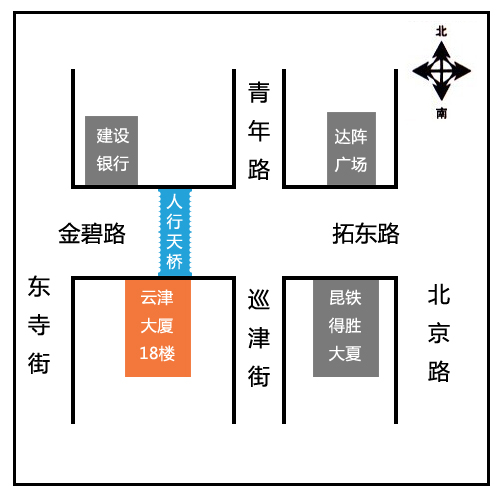 北
南
青年路
建设
银行
达阵
广场
人行天桥
金碧路
拓东路
东寺街
云津
大厦
18楼
巡津街
昆铁
得胜
大夏
北京路